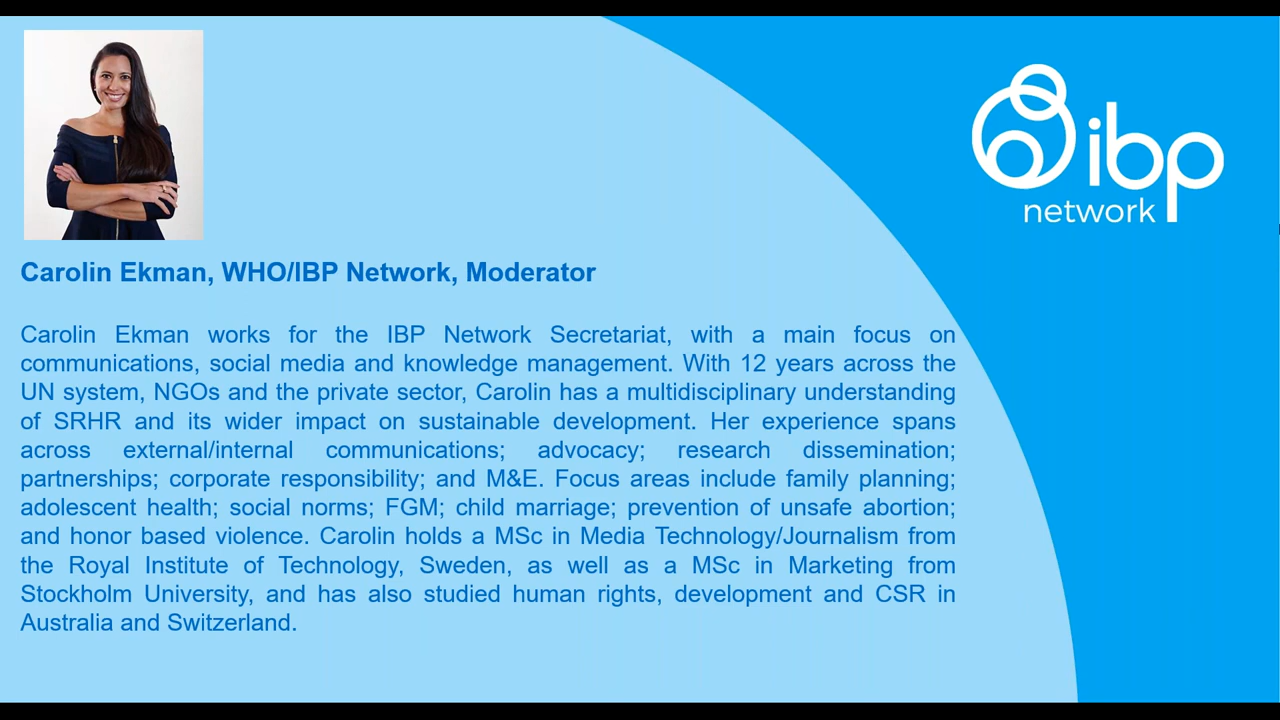 ibp
network
Carolin Ekman, WHO/IBP Network, Moderator
Carolin Ekman works for the IBP Network Secretariat, with a main focus on
communications, social media and knowledge management. With 12 years across the
UN system, NGOs and the private sector, Carolin has a multidisciplinary understanding
of SRHR and its wider impact on sustainable development. Her experience spans
across external/internal communications; advocacy; research dissemination;
partnerships; corporate responsibility; and M&E. Focus areas include family planning;
adolescent health; social norms; FGM; child marriage; prevention of unsafe abortion;
and honor based violence. Carolin holds a MSc in Media Technology/Journalism from
the Royal Institute of Technology, Sweden, as well as a MSc in Marketing from
Stockholm University, and has also studied human rights, development and CSR in
Australia and Switzerland.